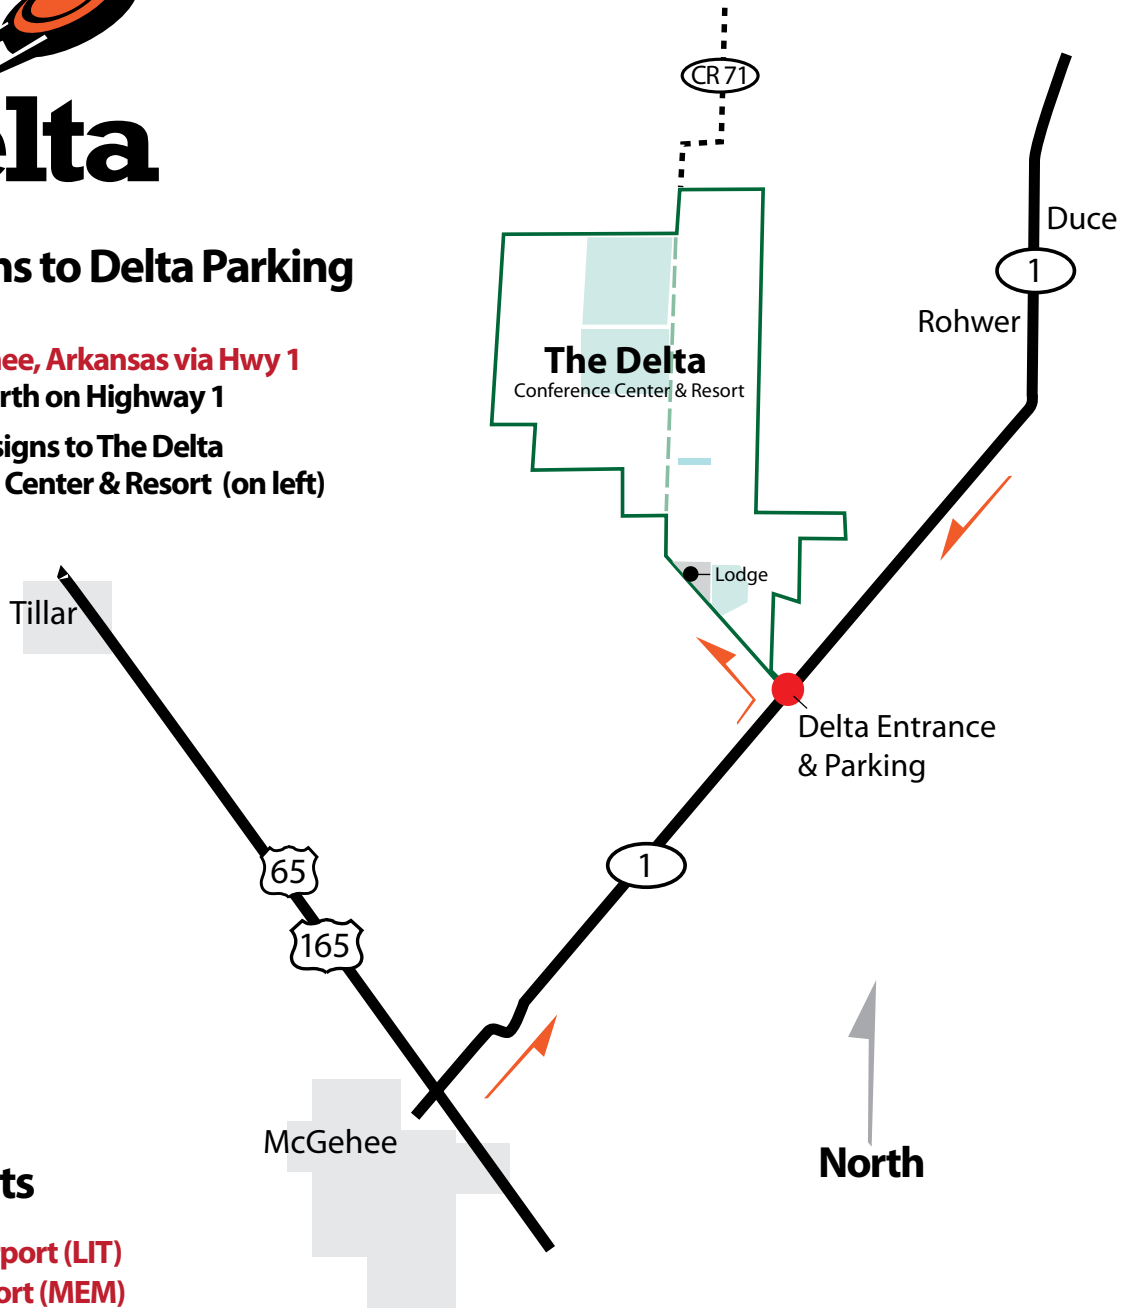 elta
ns to Delta Parking
ee, Arkansas via Hwy 1
rth on Highway 1
signs to The Delta
Center & Resort (on left)
CR 71
Duce
1
Rohwer
The Delta
Conference Center & Resort
Lodge
Tillar
Delta Entrance
& Parking
65
1
165
McGehee
North
ts
port (LIT)
ort (MEM)